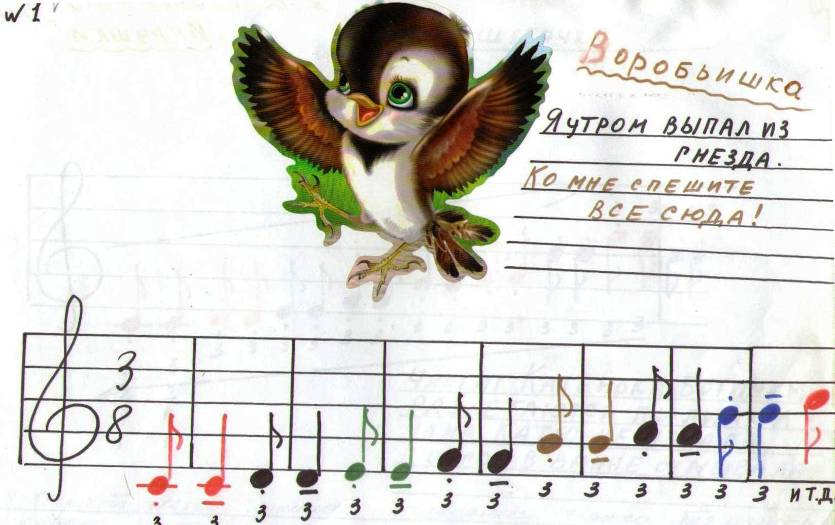 №1
Воробьишка
Я утром выпал из
гнезда.
Ко мне спешите
все сюда!
3
8
3 3 3 3 3 3 3 3 3 3 3 3 3 и т.д